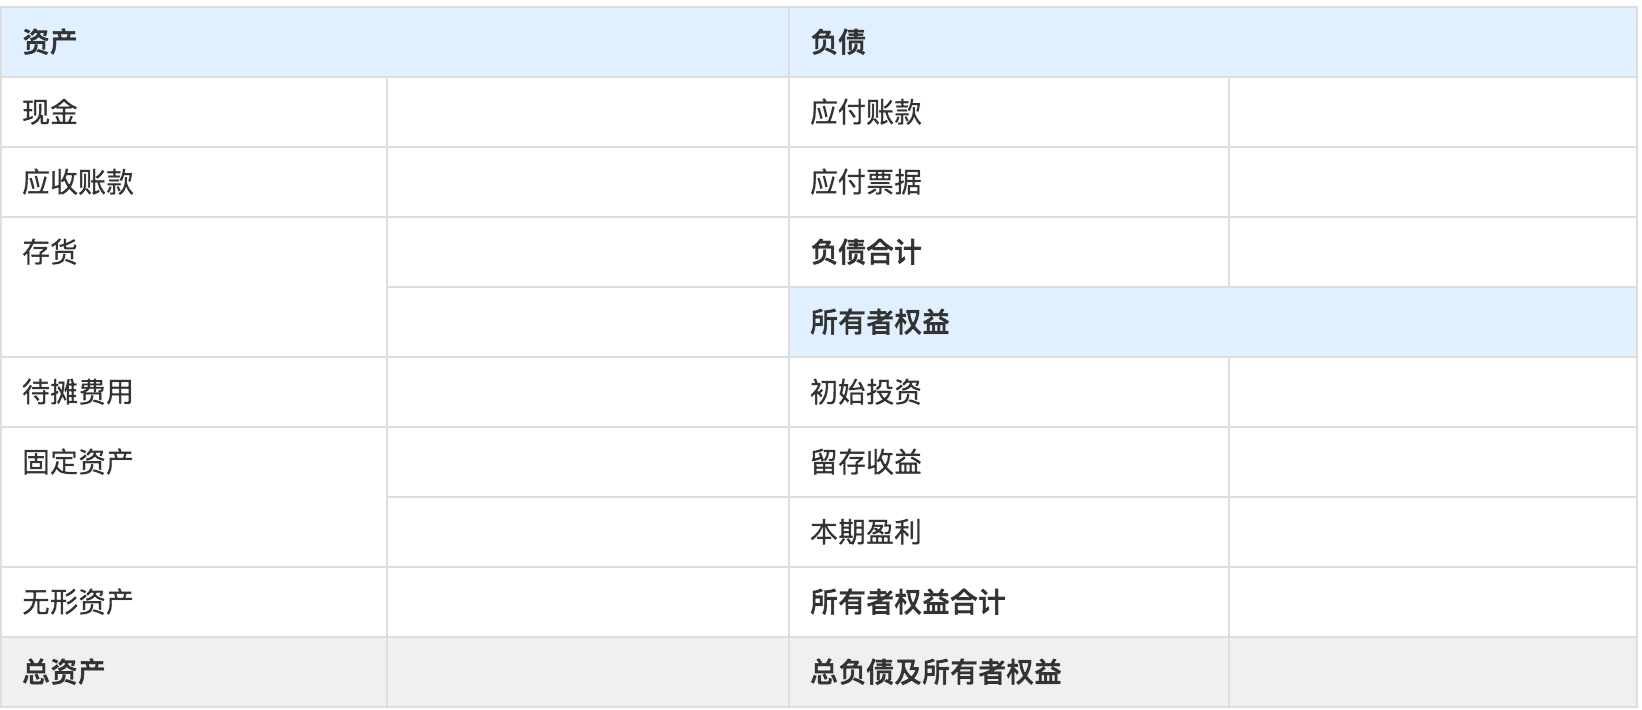 资产 负债
现金 应付账款
应收账款 应付票据
存货 负债合计
所有者权益
待摊费用 初始投资
固定资产 留存收益
本期盈利
无形资产 所有者权益合计
总资产 总负债及所有者权益